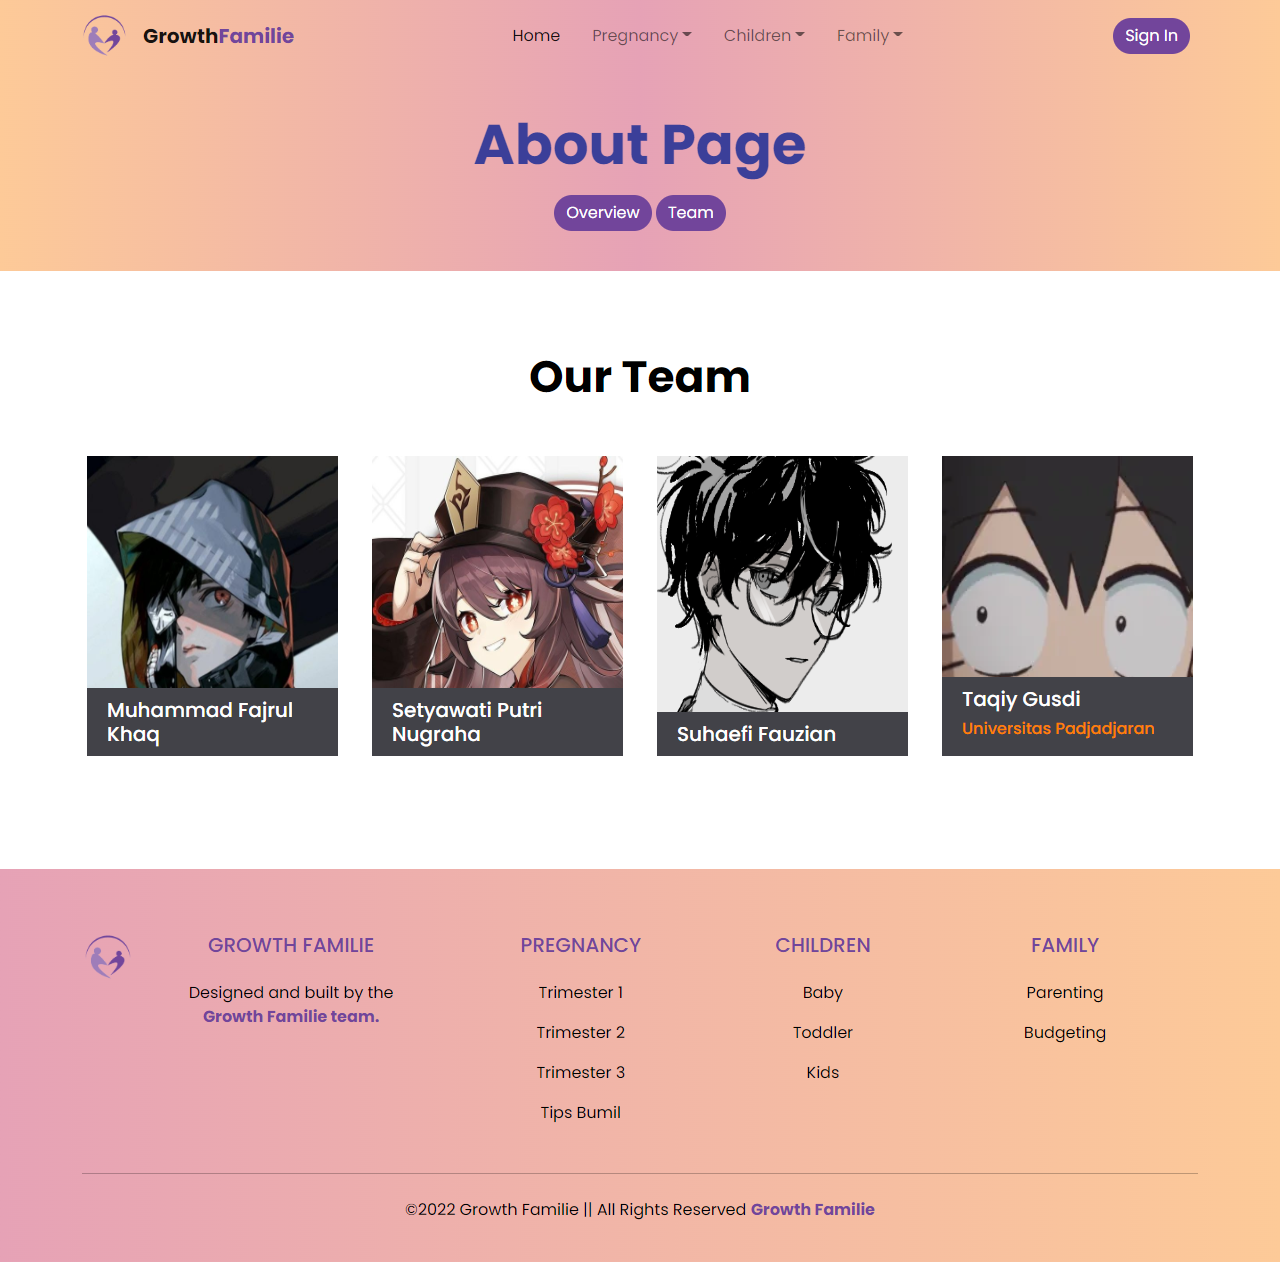 GrowthFamilie
Home
Pregnancy
Children
Family
Sign In
About Page
Overview
Team
Our Team
Muhammad Fajrul
Khaq
Setyawati Putri
Nugraha
Suhaefi Fauzian
Taqiy Gusdi
Universitas Padjadjaran
GROWTH FAMILIE
Designed and built by the
Growth Familie team.
PREGNANCY
Trimester 1
Trimester 2
Trimester 3
Tips Bumil
CHILDREN
Baby
Toddler
Kids
FAMILY
Parenting
Budgeting
©2022 Growth Familie || All Rights Reserved Growth Familie